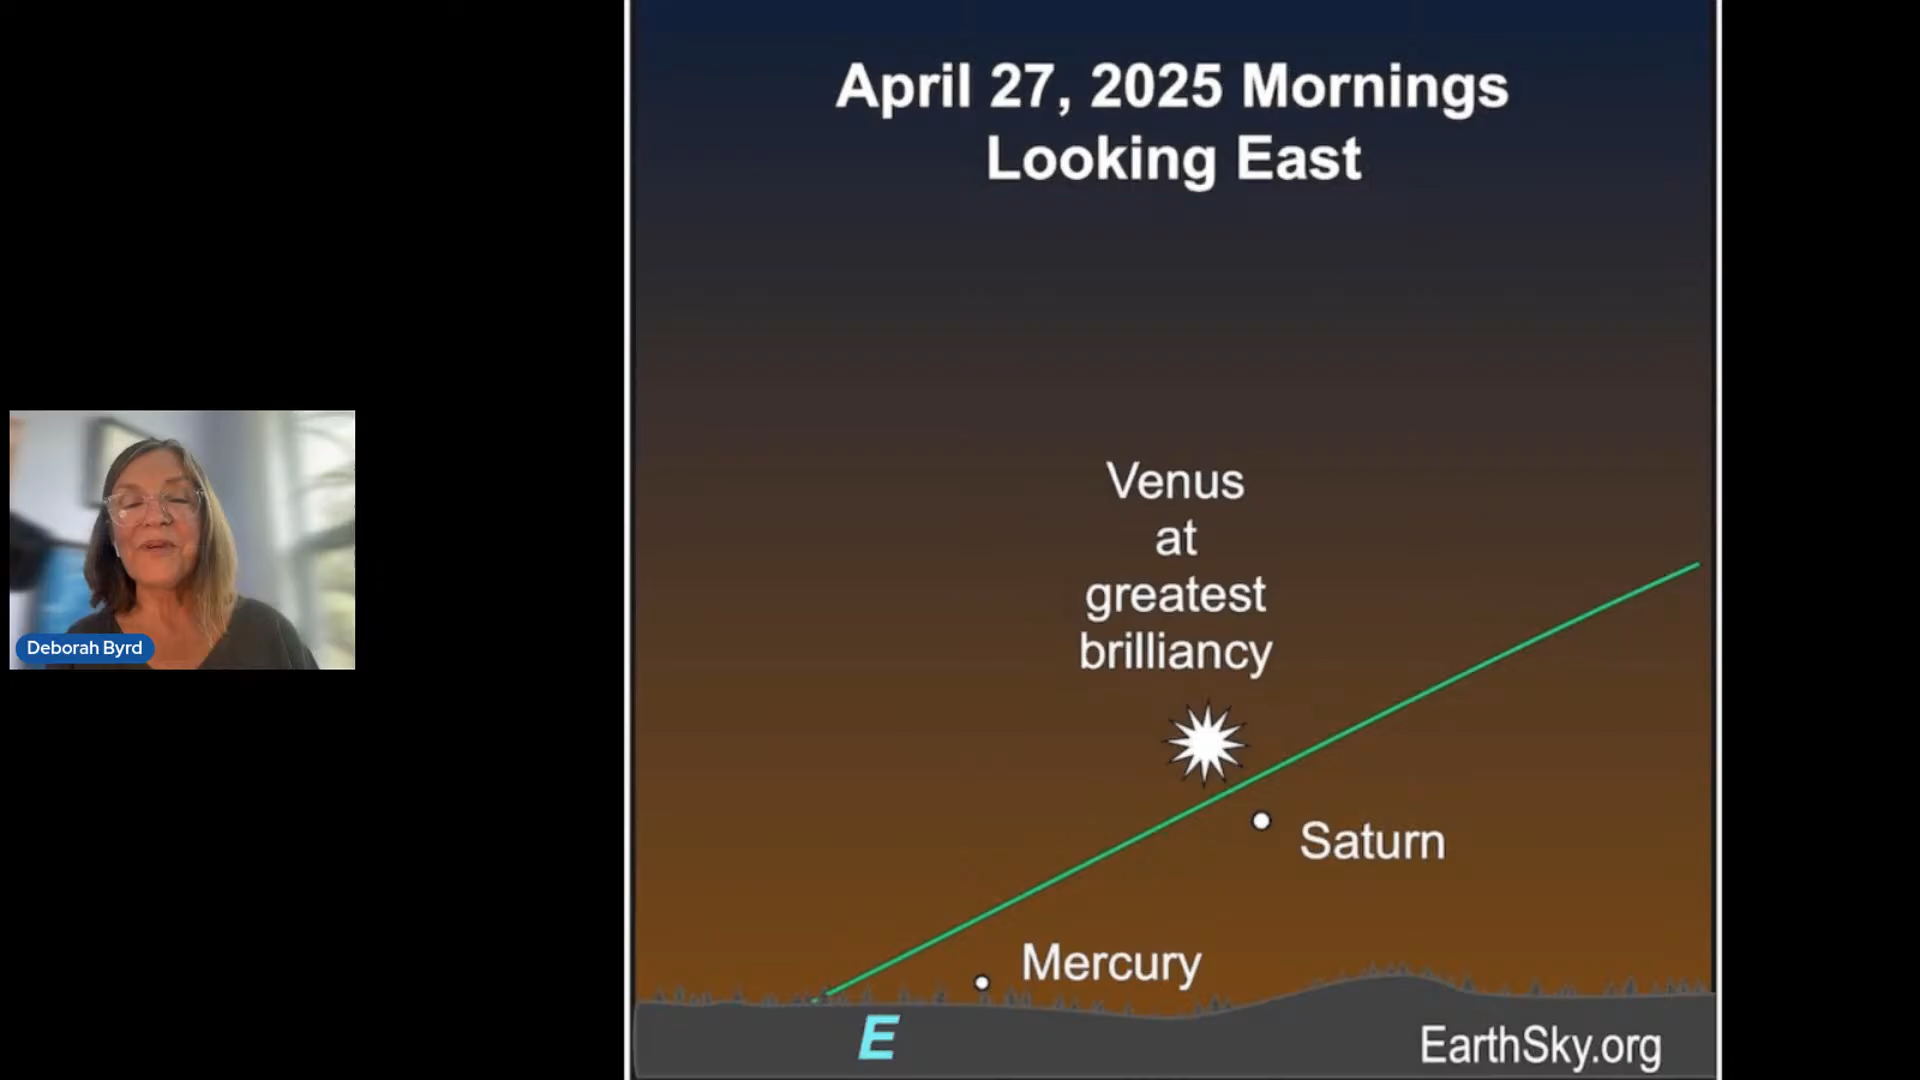 April 27, 2025 Mornings
Looking East
Venus
at
greatest
brilliancy
Saturn
Mercury
E
EarthSky.org
Deborah Byrd